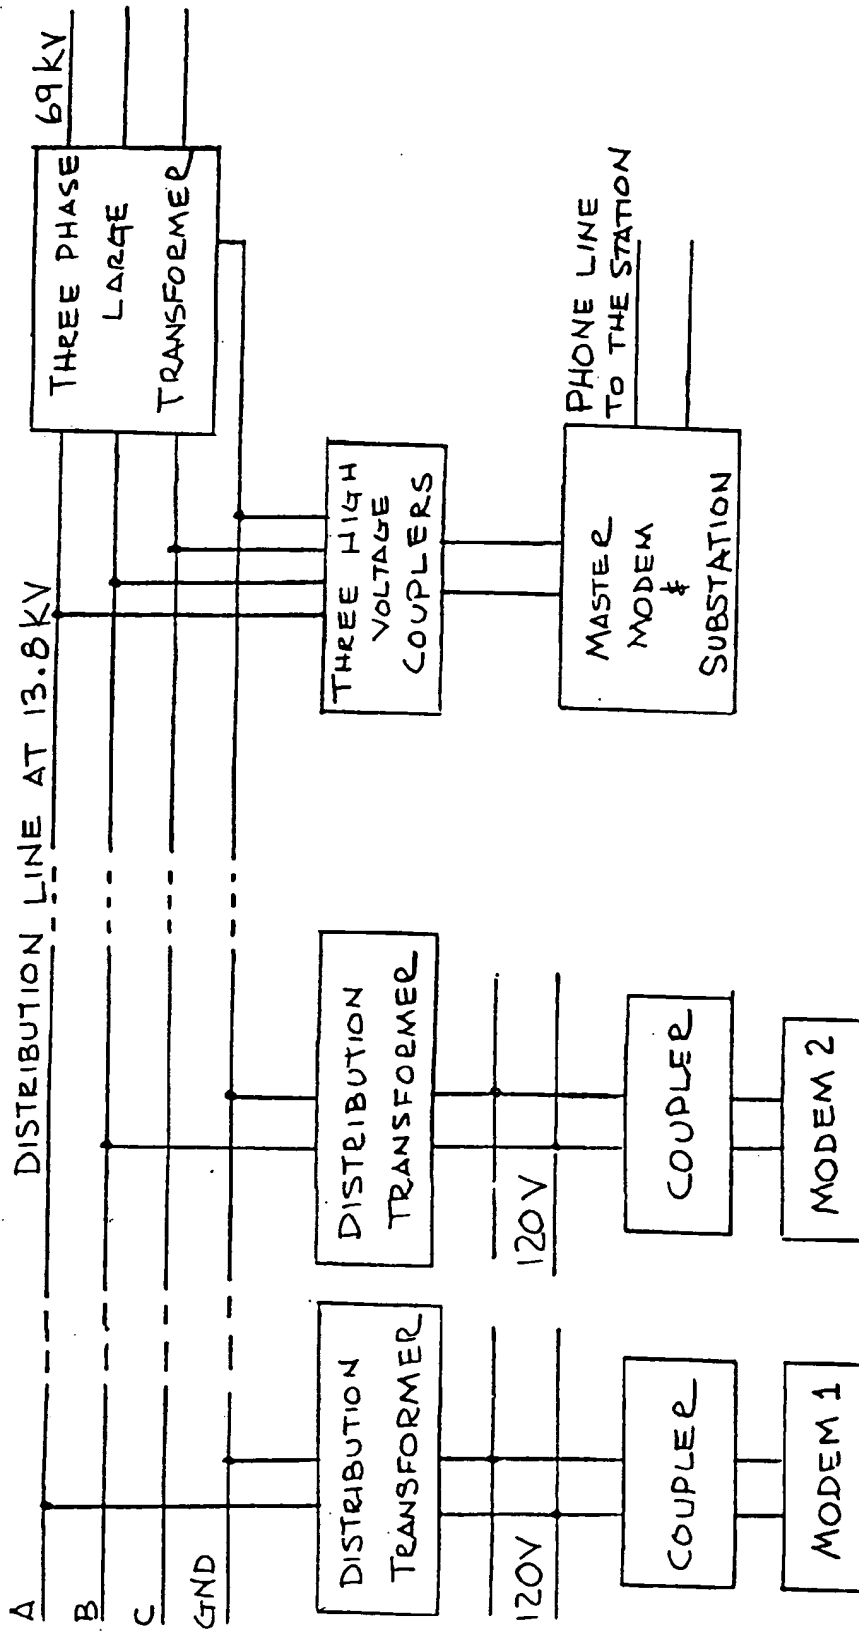 DISTRIBUTION LINE AT 13.8KV
69KV
A
B
C
GND
THREE PHASE
LARGE
TRANSFORMER
DISTRIBUTION
TRANSFORMER
DISTRIBUTION
TRANSFORMER
THREE HIGH
VOLTAGE
COUPLERS
120V
120V
PHONE LINE
TO THE STATION
COUPLER
COUPLER
MASTER
MODEM
&
SUBSTATION
MODEM 1
MODEM 2